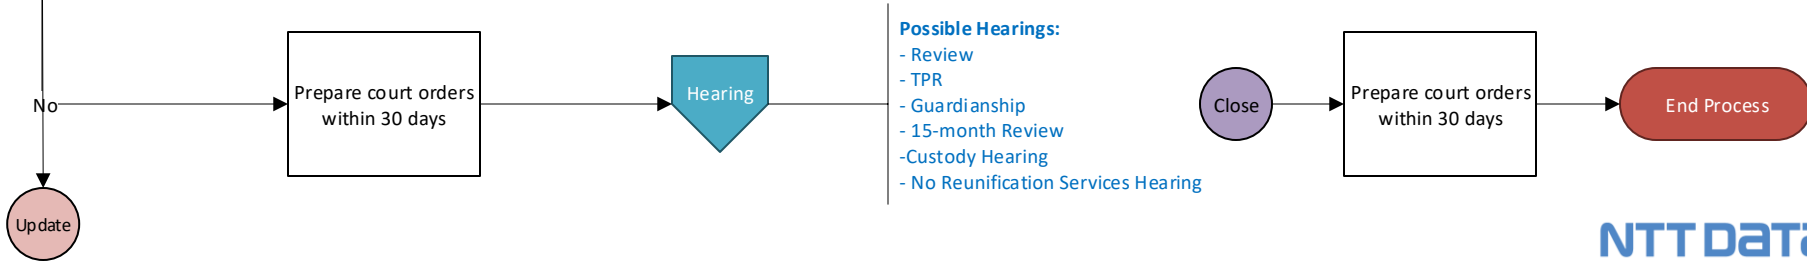 No
Update
Prepare court orders
within 30 days
Hearing
Possible Hearings:
- Review
- TPR
- Guardianship
- 15-month Review
-Custody Hearing
- No Reunification Services Hearing
Close
Prepare court orders
within 30 days
End Process
NTT DATA